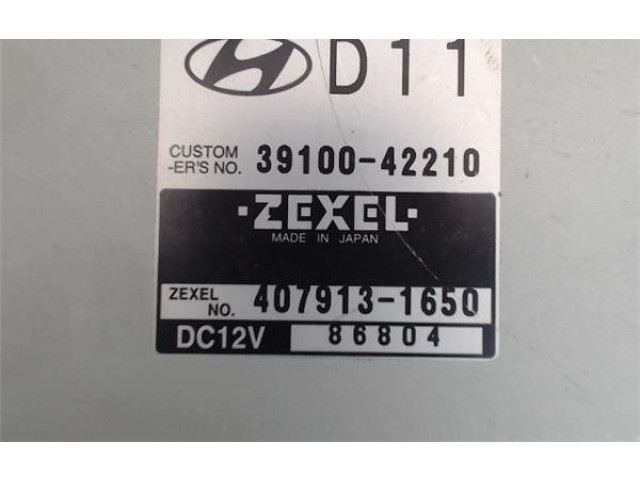 D11
CUSTOM
-ER'S NO. 39100-42210
·ZEXEL·
MADE IN JAPAN
ZEXEL
NO. 407913-1650
DC12V 86804